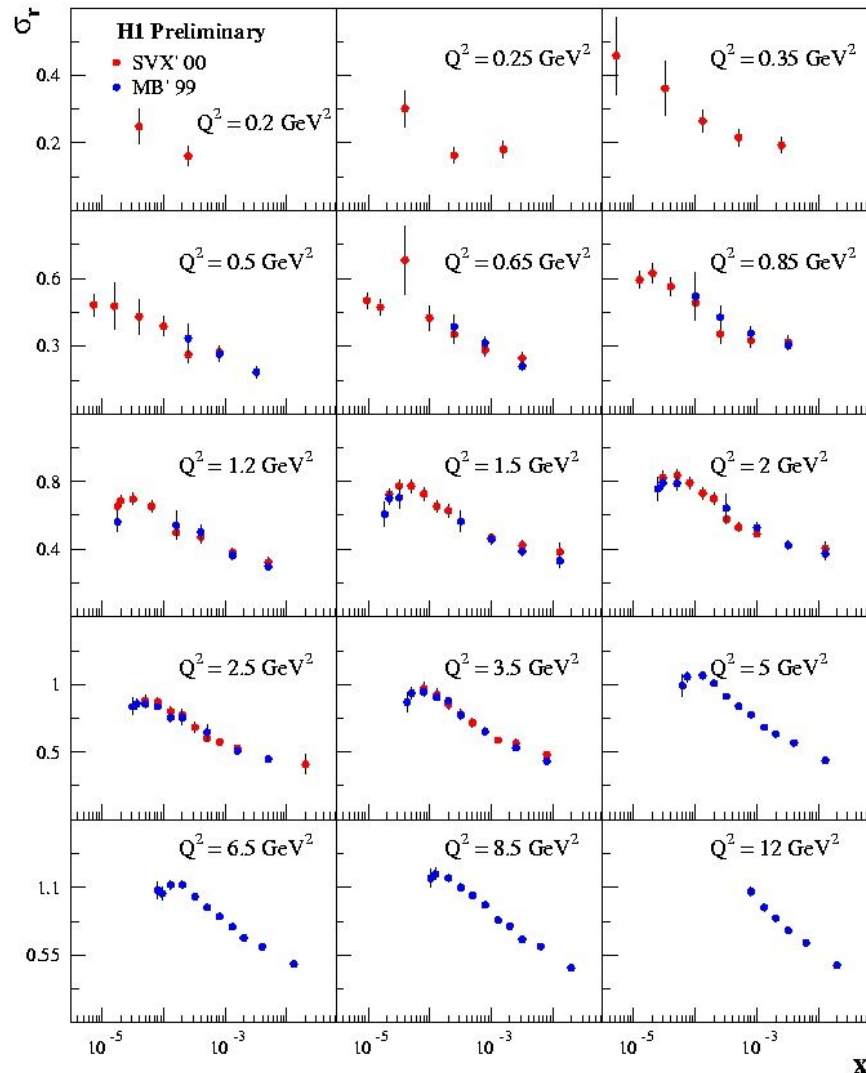 σr
H1 Preliminary
SVX' 00
MB' 99
Q² = 0.2 GeV²
Q² = 0.25 GeV²
Q² = 0.35 GeV²
0.4
0.2
Q² = 0.5 GeV²
Q² = 0.65 GeV²
Q² = 0.85 GeV²
0.6
0.3
Q² = 1.2 GeV²
Q² = 1.5 GeV²
Q² = 2 GeV²
0.8
0.4
Q² = 2.5 GeV²
Q² = 3.5 GeV²
Q² = 5 GeV²
1
0.5
Q² = 6.5 GeV²
Q² = 8.5 GeV²
Q² = 12 GeV²
1.1
0.55
10⁻⁵ 10⁻³ 10⁻⁵ 10⁻³ 10⁻⁵ 10⁻³
x